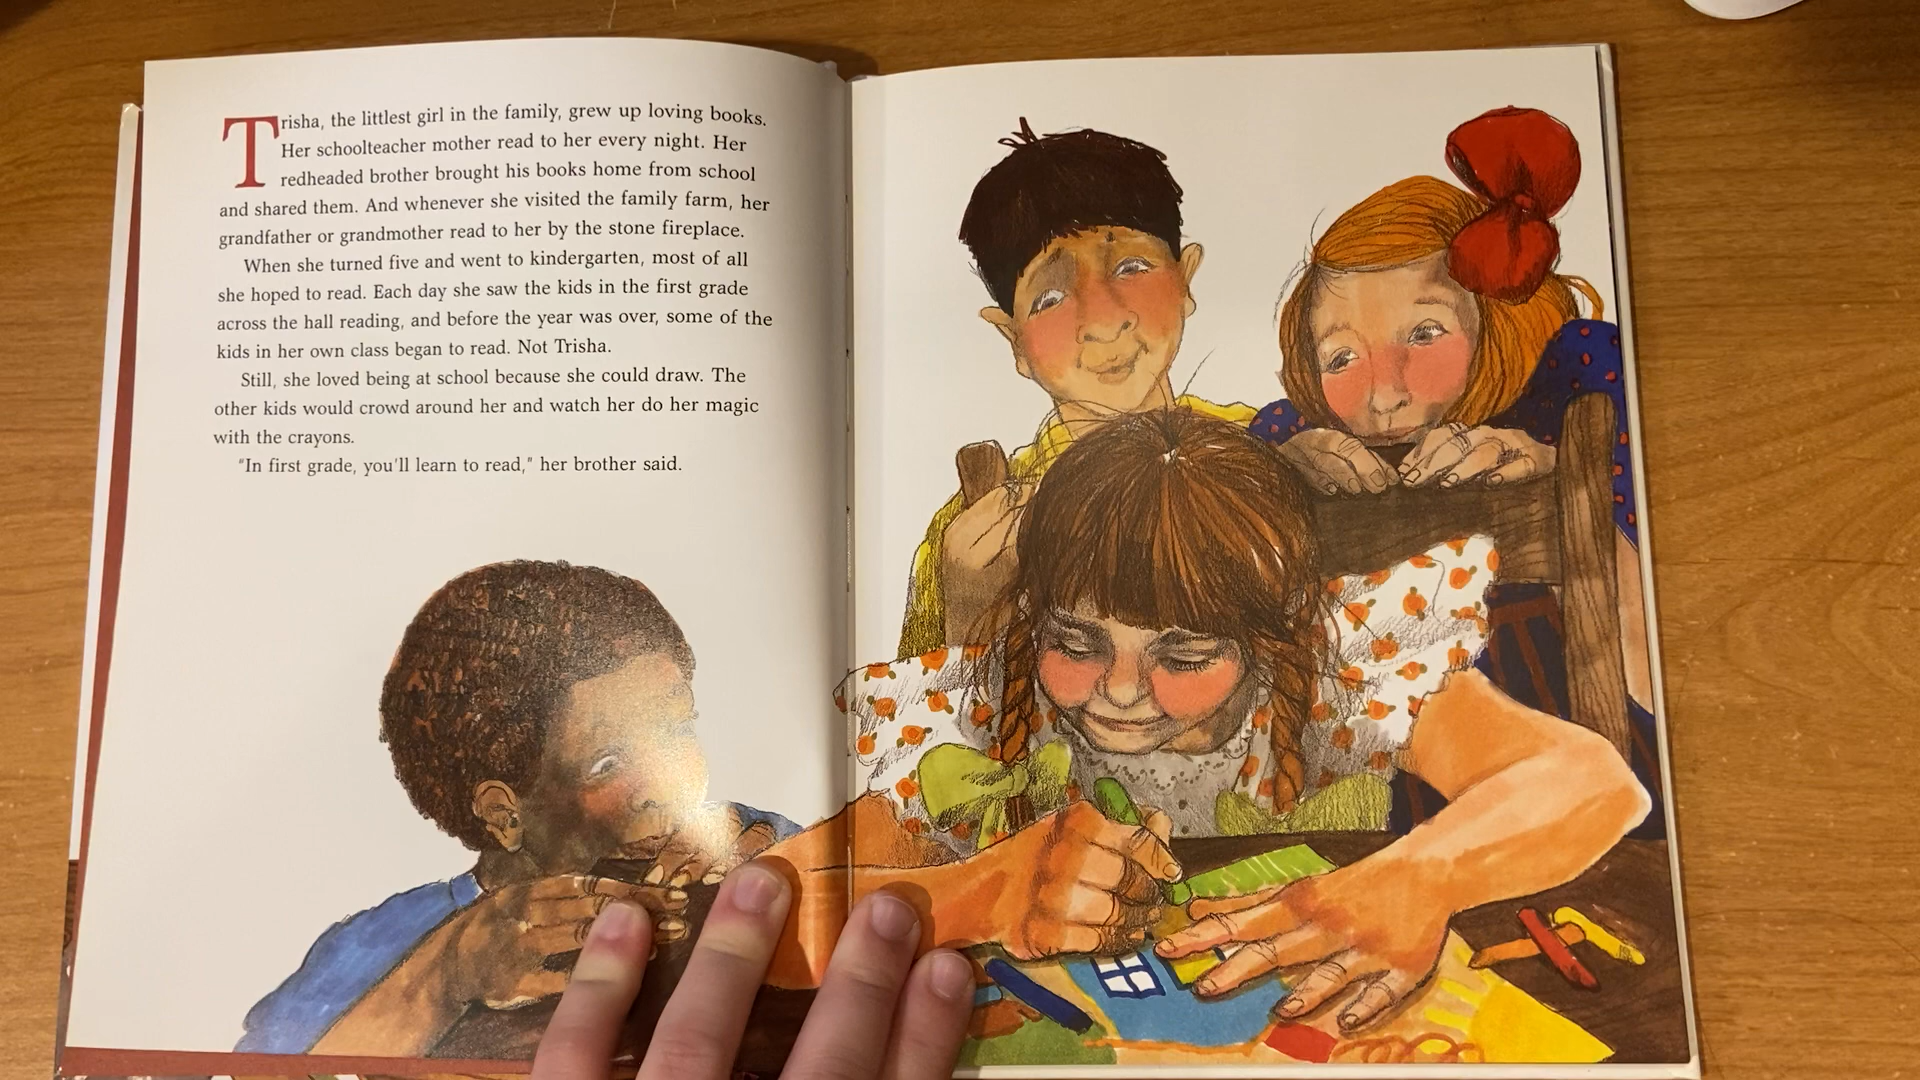 Trisha, the littlest girl in the family, grew up loving books.
Her schoolteacher mother read to her every night. Her
redheaded brother brought his books home from school
and shared them. And whenever she visited the family farm, her
grandfather or grandmother read to her by the stone fireplace.
When she turned five and went to kindergarten, most of all
she hoped to read. Each day she saw the kids in the first grade
across the hall reading, and before the year was over, some of the
kids in her own class began to read. Not Trisha.
Still, she loved being at school because she could draw. The
other kids would crowd around her and watch her do her magic
with the crayons.
"In first grade, you'll learn to read," her brother said.